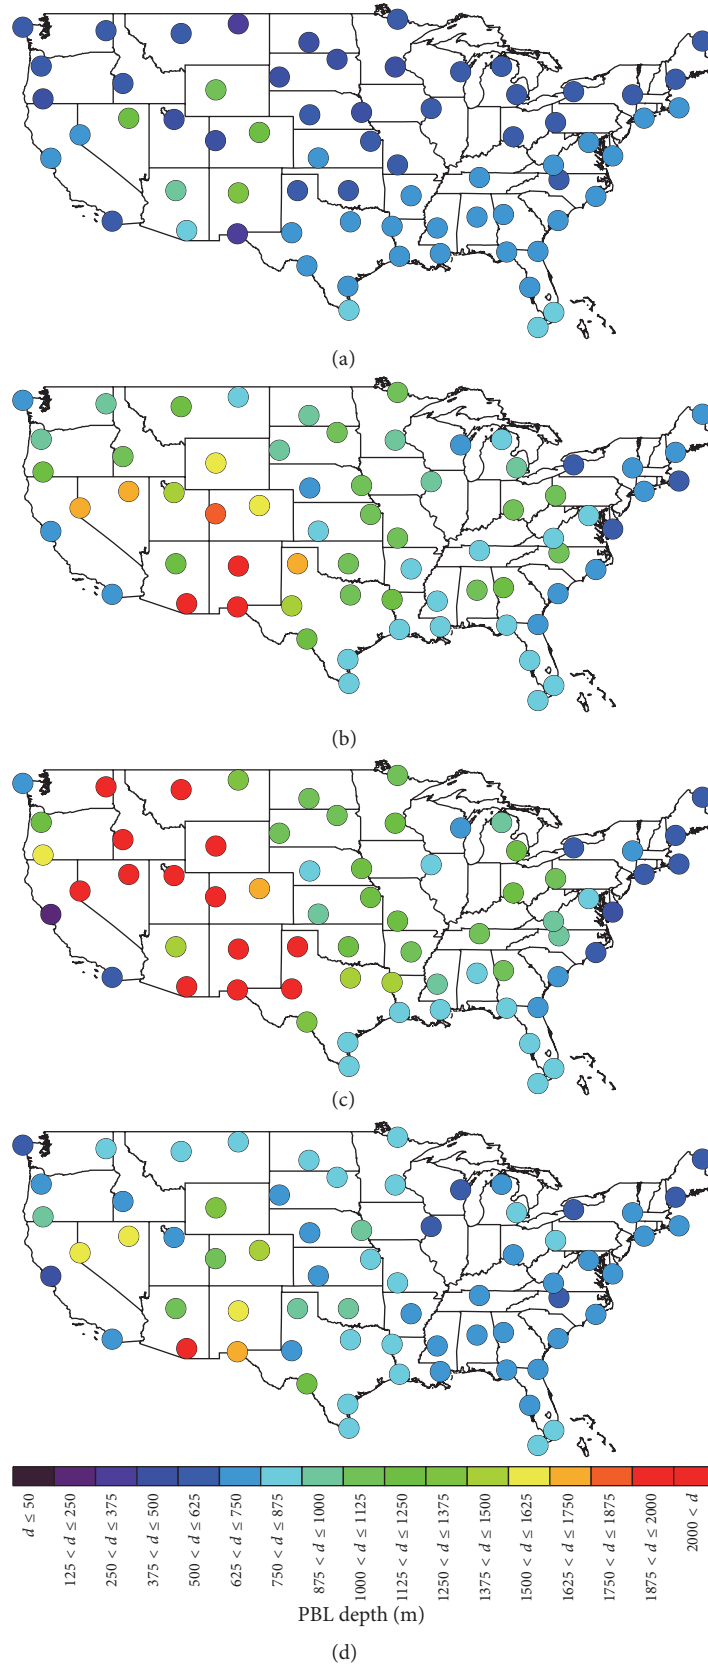 (a)
(b)
(c)
d ≤ 50
125 < d ≤ 250
250 < d ≤ 375
375 < d ≤ 500
500 < d ≤ 625
625 < d ≤ 750
750 < d ≤ 875
875 < d ≤ 1000
1000 < d ≤ 1125
1125 < d ≤ 1250
1250 < d ≤ 1375
1375 < d ≤ 1500
1500 < d ≤ 1625
1625 < d ≤ 1750
1750 < d ≤ 1875
1875 < d ≤ 2000
2000 < d
PBL depth (m)
(d)